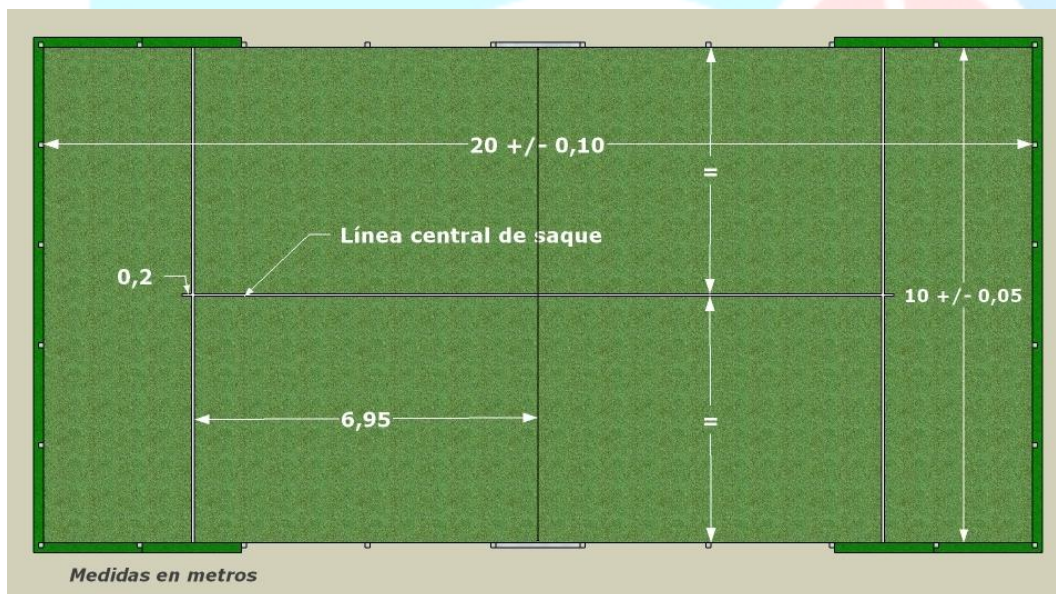 20 +/- 0,10
=
Línea central de saque
0,2
10 +/- 0,05
6,95
=
Medidas en metros